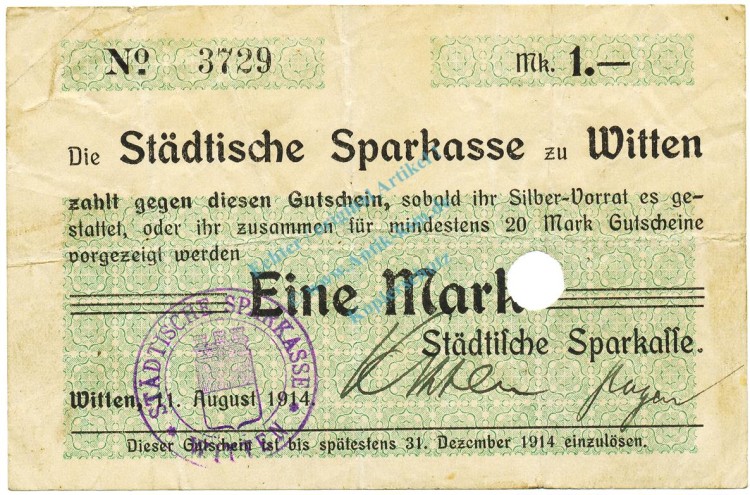 No 3729 Mk. 1.—
Die Städtische Sparkasse zu Witten
zahlt gegen diesen Gutschein, sobald ihr Silber-Vorrat es ge-
stattet, oder ihr zusammen für mindestens 20 Mark Gutscheine
vorgezeigt werden
Eine Mark
Städtische Sparkasse.
Witten, 11. August 1914.
Dieser Gutschein ist bis spätestens 31. Dezember 1914 einzulösen.
STÄDTISCHE SPARKASSE